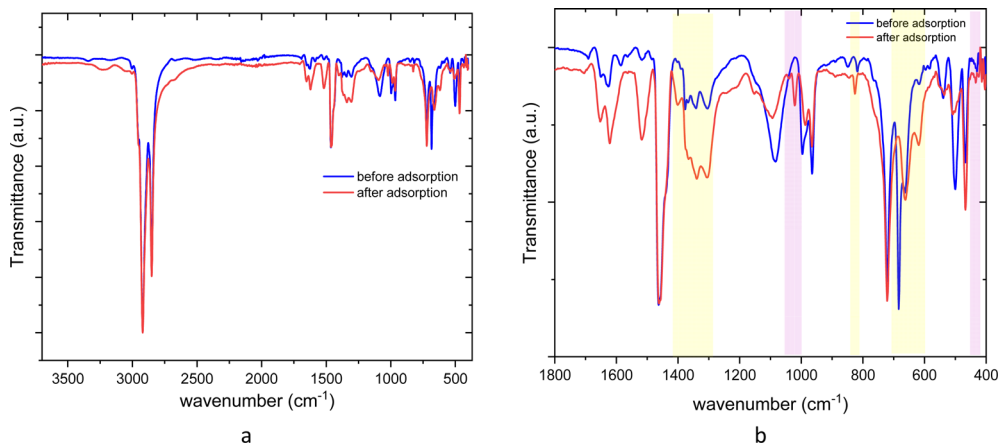 Transmittance (a.u.)
before adsorption
after adsorption
3500 3000 2500 2000 1500 1000 500
wavenumber (cm⁻¹)
a
Transmittance (a.u.)
before adsorption
after adsorption
1800 1600 1400 1200 1000 800 600 400
wavenumber (cm⁻¹)
b